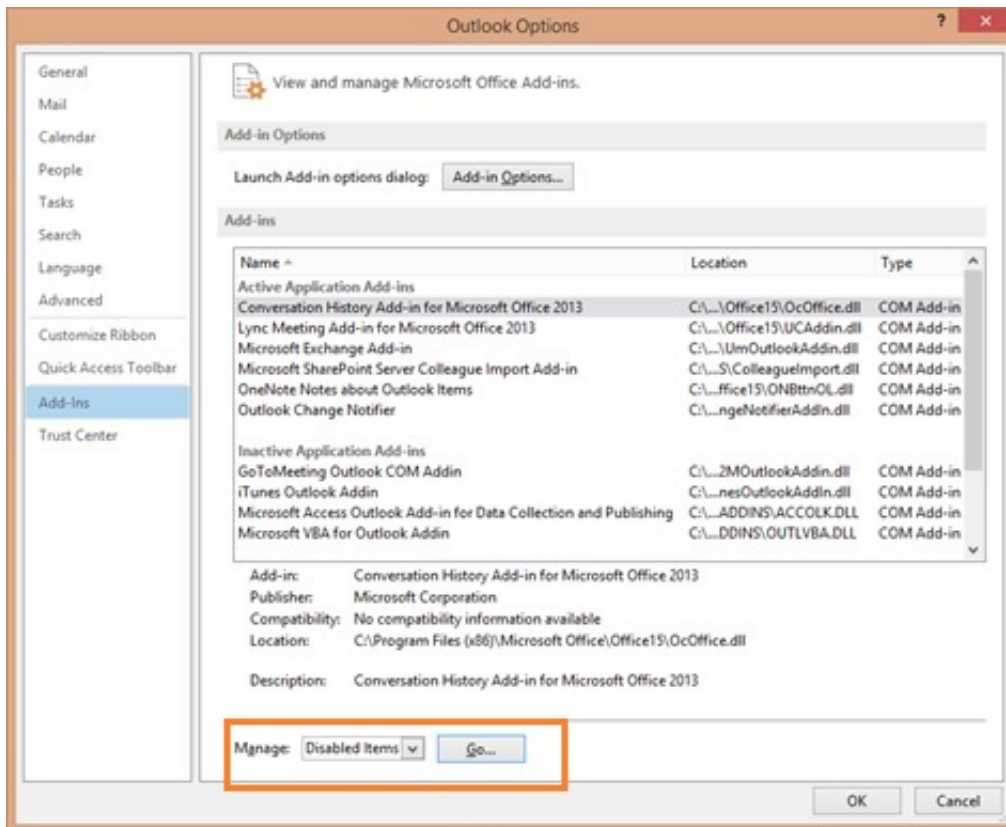 Outlook Options
?
General
Mail
Calendar
People
Tasks
Search
Language
Advanced
Customize Ribbon
Quick Access Toolbar
Add-Ins
Trust Center
View and manage Microsoft Office Add-ins.
Add-in Options
Launch Add-in options dialog: Add-in Options...
Add-ins
Name Location Type
Active Application Add-ins
Conversation History Add-in for Microsoft Office 2013 C:\...\Office15\OcOffice.dll COM Add-in
Lync Meeting Add-in for Microsoft Office 2013 C:\...\Office15\UCAddin.dll COM Add-in
Microsoft Exchange Add-in C:\...\UmOutlookAddin.dll COM Add-in
Microsoft SharePoint Server Colleague Import Add-in C:\...S\ColleagueImport.dll COM Add-in
OneNote Notes about Outlook Items C:\...ffice15\ONBttnOL.dll COM Add-in
Outlook Change Notifier C:\...ngeNotifierAddIn.dll COM Add-in
Inactive Application Add-ins
GoToMeeting Outlook COM Addin C:\...2MOutlookAddin.dll COM Add-in
iTunes Outlook Addin C:\...nesOutlookAddIn.dll COM Add-in
Microsoft Access Outlook Add-in for Data Collection and Publishing C:\...ADDINS\ACCOLK.DLL COM Add-in
Microsoft VBA for Outlook Addin C:\...DDINS\OUTLVBA.DLL COM Add-in
Add-in: Conversation History Add-in for Microsoft Office 2013
Publisher: Microsoft Corporation
Compatibility: No compatibility information available
Location: C:\Program Files (x86)\Microsoft Office\Office15\OcOffice.dll
Description: Conversation History Add-in for Microsoft Office 2013
Manage: Disabled Items Go...
OK Cancel